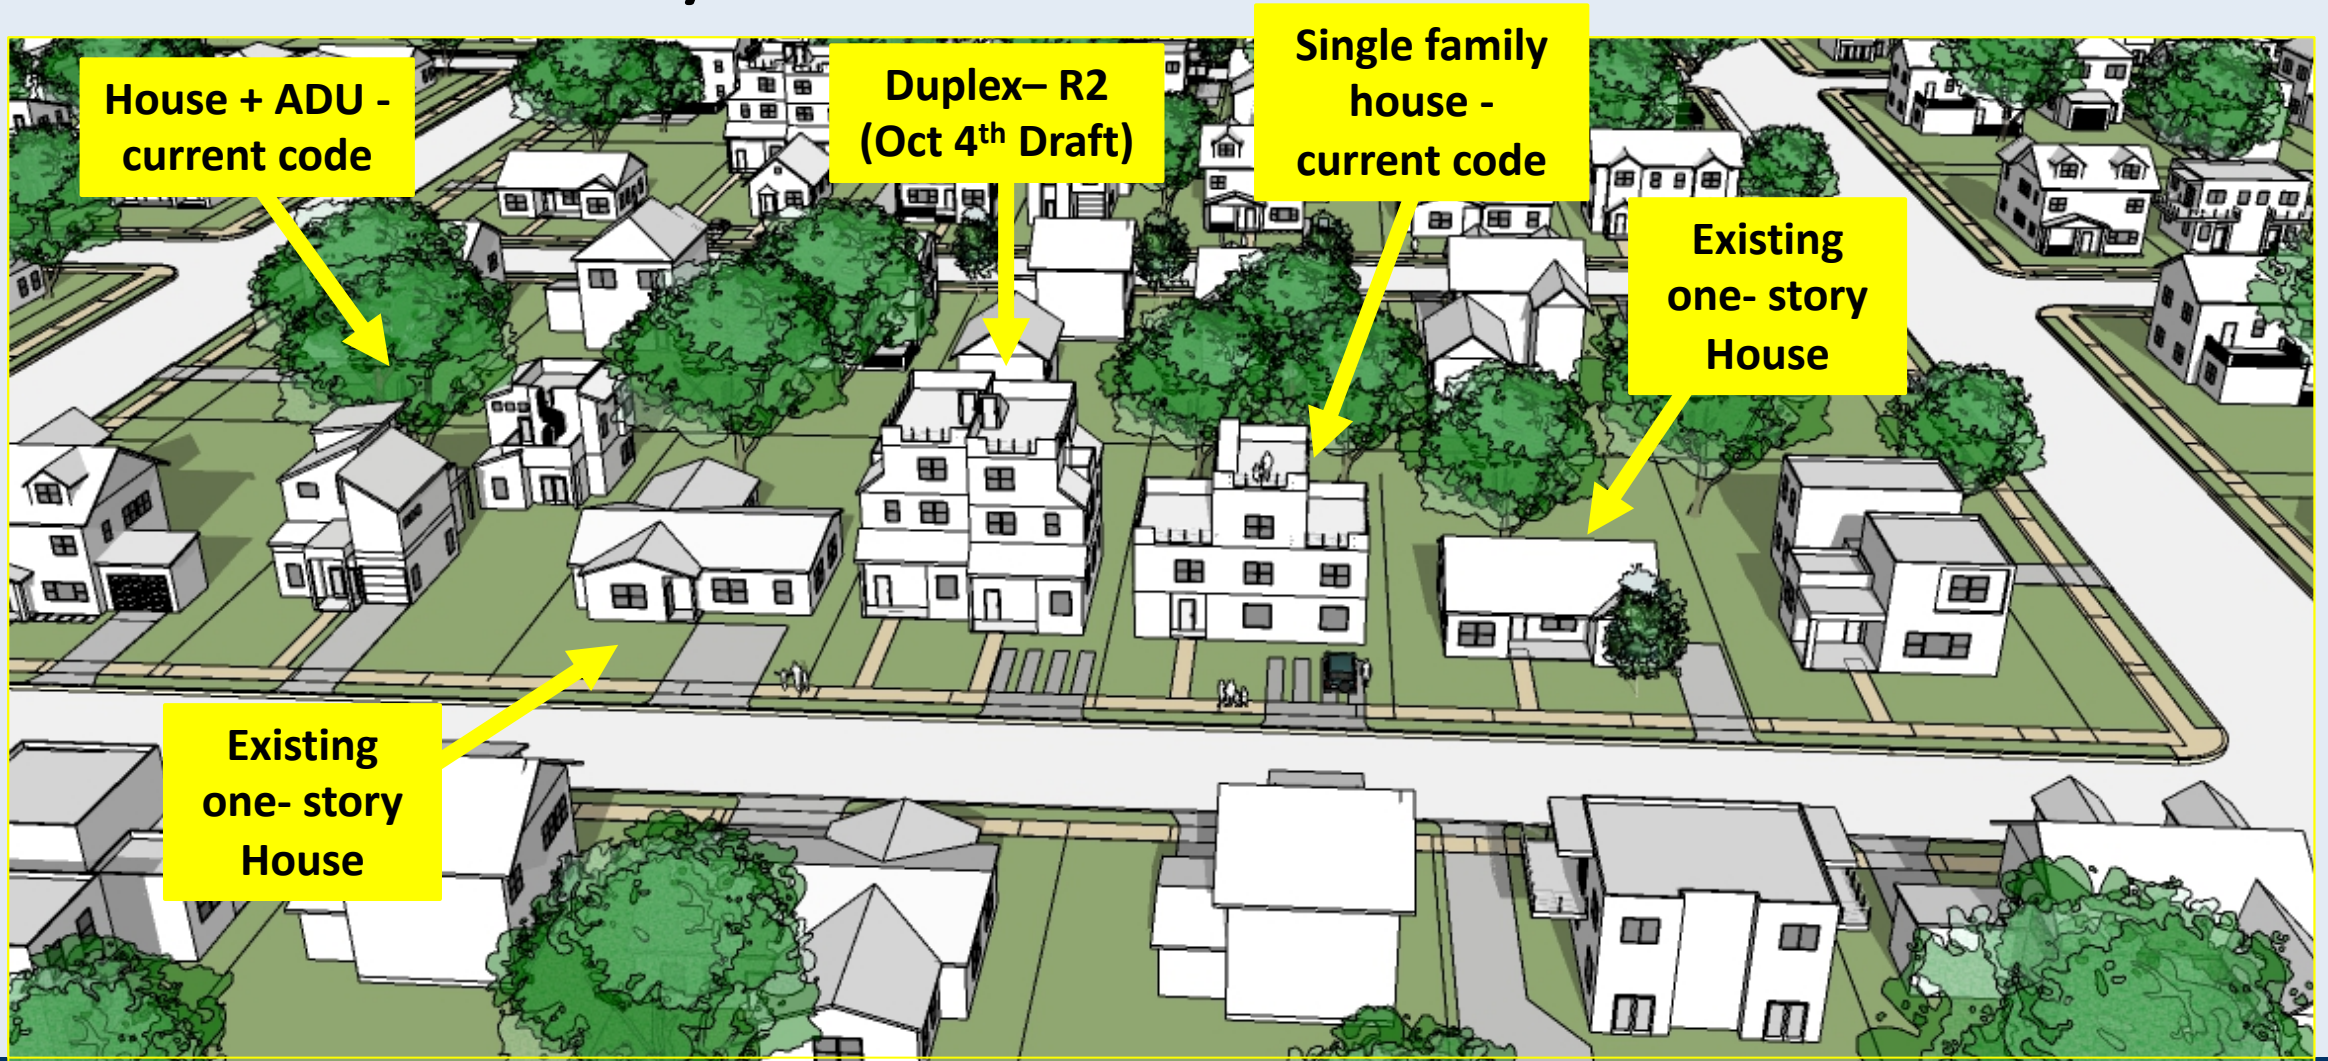 House + ADU -
current code
Duplex– R2
(Oct 4th Draft)
Single family
house -
current code
Existing
one- story
House
Existing
one- story
House